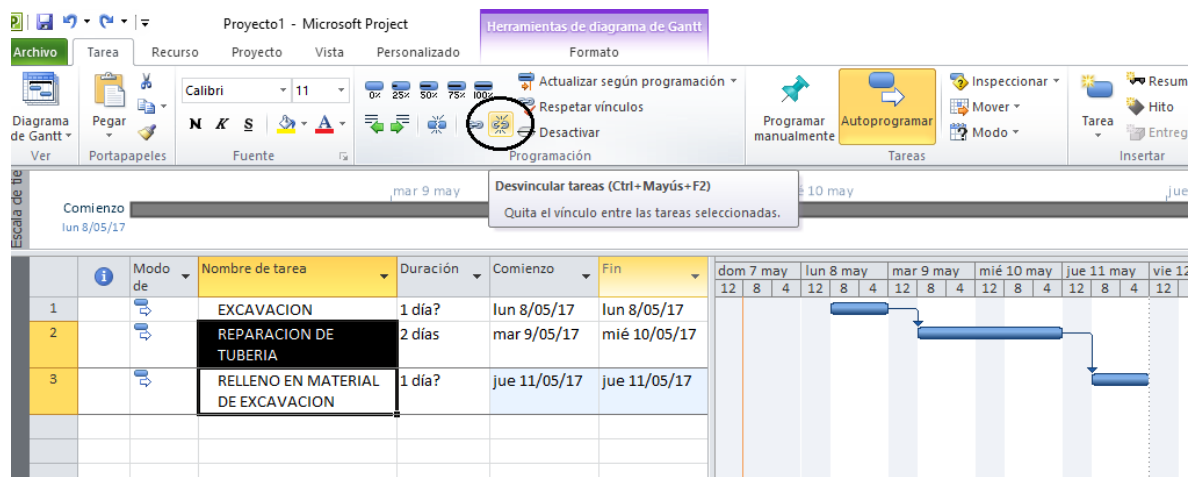 Proyecto1 - Microsoft Project
Herramientas de diagrama de Gantt
Archivo Tarea Recurso Proyecto Vista Personalizado Formato
Diagrama de Gantt
Ver
Pegar
Portapapeles
Calibri 11
N K S A
Fuente
0% 25% 50% 75% 100%
Actualizar según programación
Respetar vínculos
Desactivar
Programación
Programar manualmente
Autoprogramar
Inspeccionar
Mover
Modo
Tareas
Tarea
Resum
Hito
Entreg
Insertar
Desvincular tareas (Ctrl+Mayús+F2)
Quita el vínculo entre las tareas seleccionadas.
Escala de tie
mar 9 may
10 may
jue
Comienzo
lun 8/05/17
Modo de Nombre de tarea Duración Comienzo Fin
dom 7 may lun 8 may mar 9 may mié 10 may jue 11 may vie 12
12 8 4 12 8 4 12 8 4 12 8 4 12 8 4 12
1 EXCAVACION 1 día? lun 8/05/17 lun 8/05/17
2 REPARACION DE TUBERIA 2 días mar 9/05/17 mié 10/05/17
3 RELLENO EN MATERIAL DE EXCAVACION 1 día? jue 11/05/17 jue 11/05/17